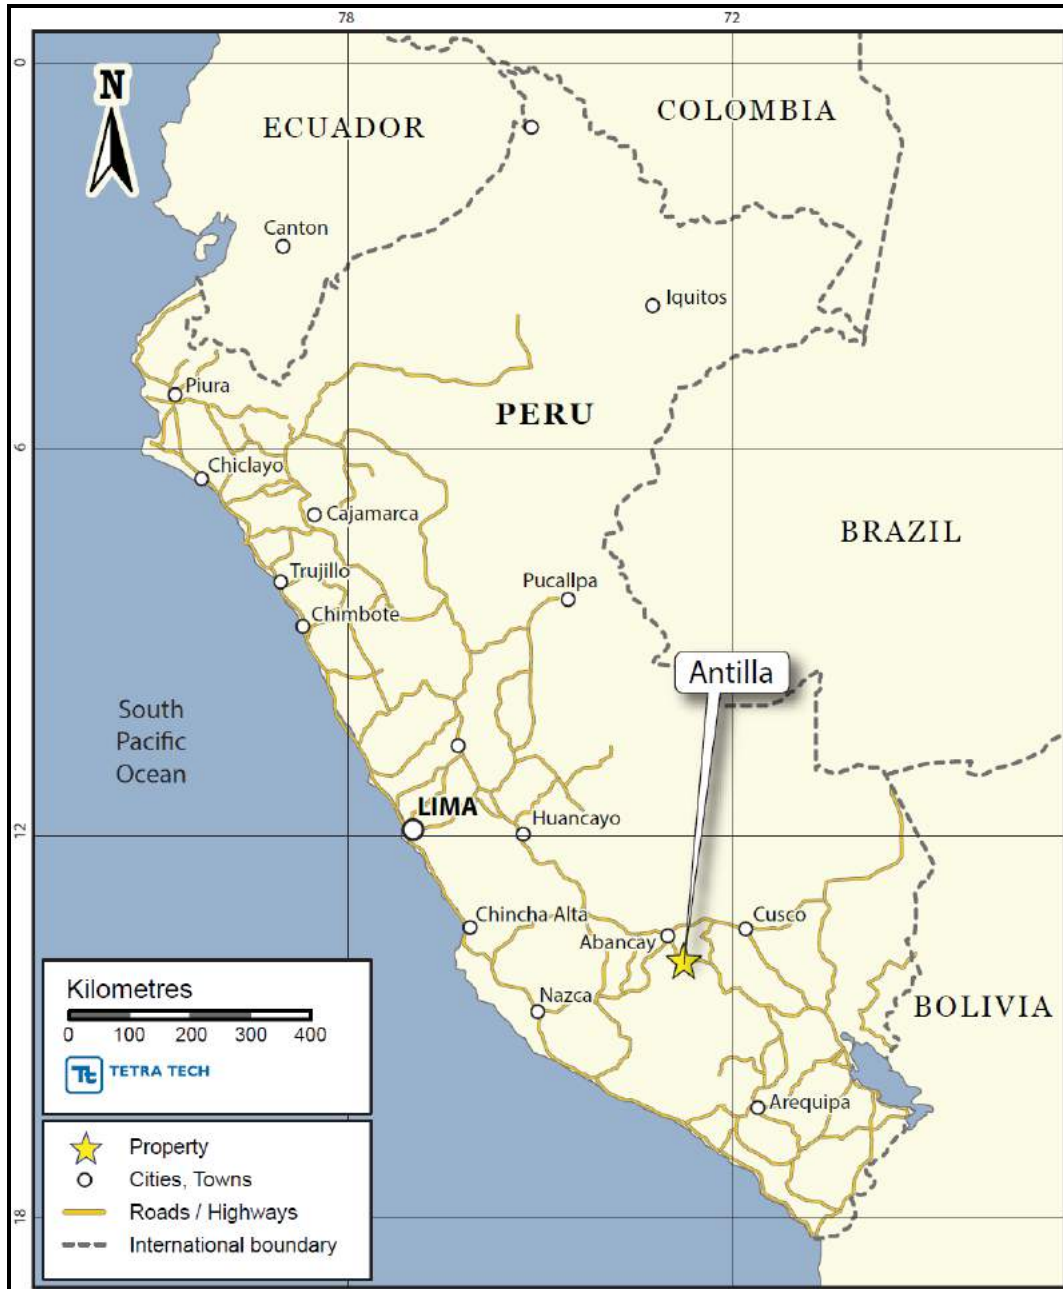 78
72
0
N
ECUADOR
COLOMBIA
Canton
Iquitos
Piura
PERU
6
Chiclayo
Cajamarca
BRAZIL
Trujillo
Pucallpa
Chimbote
Antilla
South
Pacific
Ocean
LIMA
Huancayo
12
Chincha Alta
Cusco
Abancay
Nazca
BOLIVIA
Kilometres
0 100 200 300 400
Tt TETRA TECH
Arequipa
Property
Cities, Towns
Roads / Highways
International boundary
18